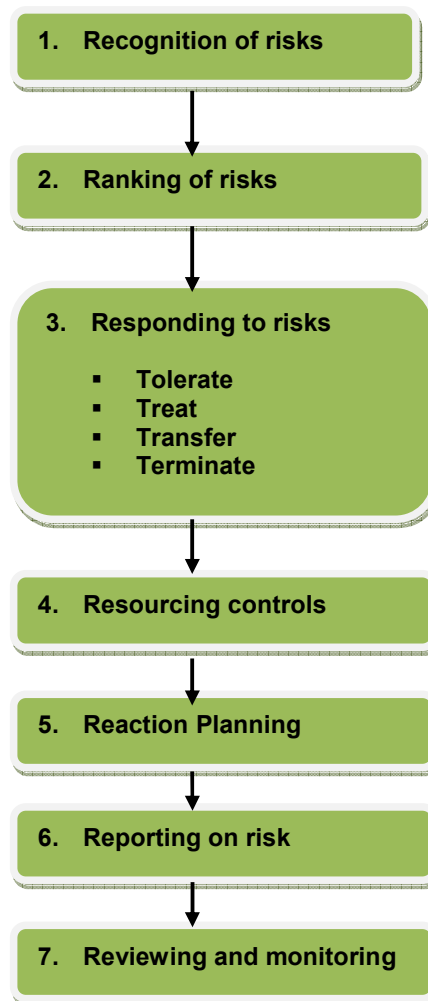 1. Recognition of risks
2. Ranking of risks
3. Responding to risks
▪ Tolerate
▪ Treat
▪ Transfer
▪ Terminate
4. Resourcing controls
5. Reaction Planning
6. Reporting on risk
7. Reviewing and monitoring